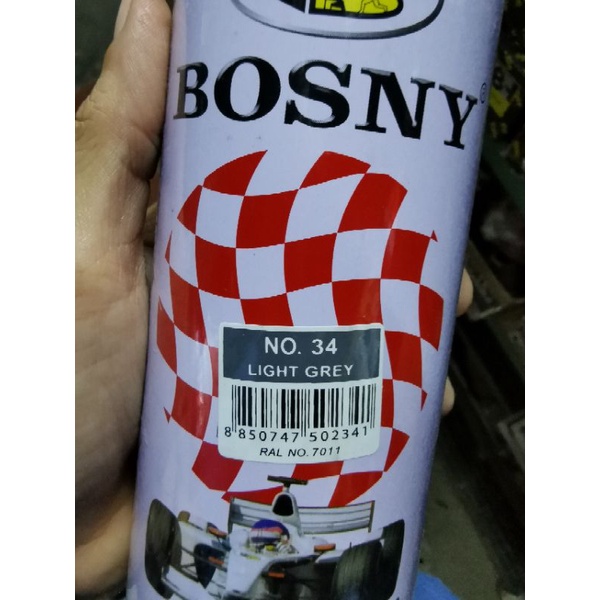 BOSNY®
NO. 34
LIGHT GREY
8 850747 502341
RAL NO. 7011